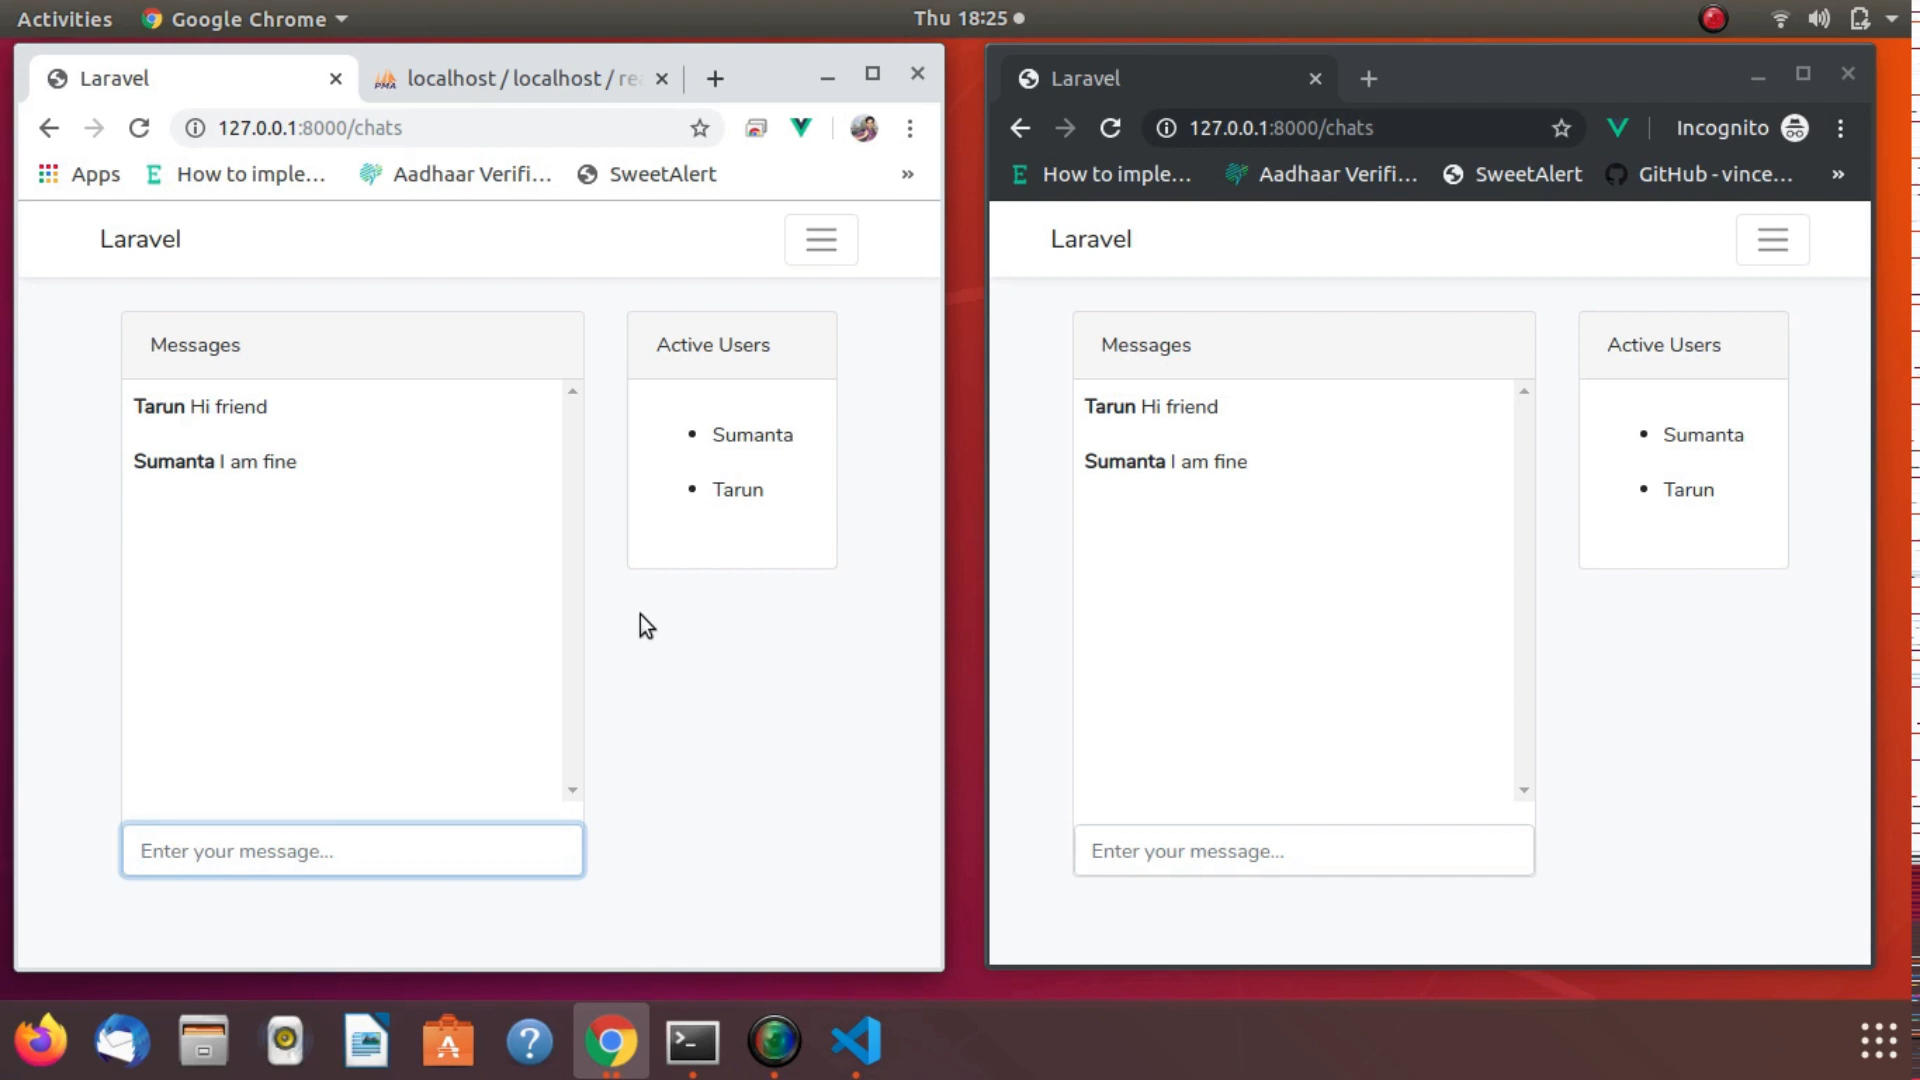 Activities Google Chrome Thu 18:25
Laravel localhost / localhost / re
127.0.0.1:8000/chats
Apps How to imple... Aadhaar Verifi... SweetAlert »
Laravel
Messages
Tarun Hi friend
Sumanta I am fine
Enter your message...
Active Users
Sumanta
Tarun
Laravel
127.0.0.1:8000/chats Incognito
How to imple... Aadhaar Verifi... SweetAlert GitHub - vince... »
Laravel
Messages
Tarun Hi friend
Sumanta I am fine
Enter your message...
Active Users
Sumanta
Tarun